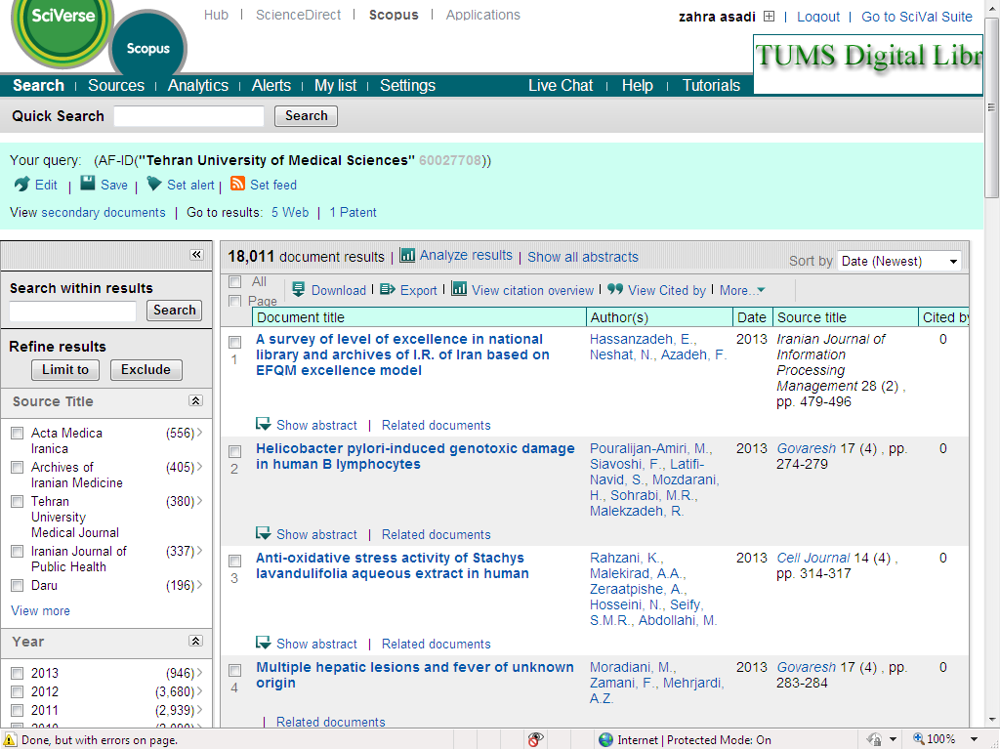 SciVerse
Scopus
Hub | ScienceDirect | Scopus | Applications
zahra asadi | Logout | Go to SciVal Suite
TUMS Digital Libr
Search Sources Analytics Alerts My list Settings Live Chat Help Tutorials
Quick Search Search
Your query: (AF-ID("Tehran University of Medical Sciences" 60027708))
Edit | Save | Set alert | Set feed
View secondary documents | Go to results: 5 Web | 1 Patent
«
Search within results
Search
Refine results
Limit to Exclude
Source Title
Acta Medica (556)
Iranica
Archives of (405)
Iranian Medicine
Tehran (380)
University
Medical Journal
Iranian Journal of (337)
Public Health
Daru (196)
View more
Year
2013 (946)
2012 (3,680)
2011 (2,939)
18,011 document results | Analyze results | Show all abstracts
Sort by Date (Newest)
All
Page
Download | Export | View citation overview | View Cited by | More...
Document title Author(s) Date Source title Cited by
1
A survey of level of excellence in national
library and archives of I.R. of Iran based on
EFQM excellence model
Hassanzadeh, E.,
Neshat, N., Azadeh, F.
2013
Iranian Journal of
Information
Processing
Management 28 (2) ,
pp. 479-496
0
Show abstract | Related documents
2
Helicobacter pylori-induced genotoxic damage
in human B lymphocytes
Pouralijan-Amiri, M.,
Siavoshi, F., Latifi-
Navid, S., Mozdarani,
H., Sohrabi, M.R.,
Malekzadeh, R.
2013
Govaresh 17 (4) , pp.
274-279
0
Show abstract | Related documents
3
Anti-oxidative stress activity of Stachys
lavandulifolia aqueous extract in human
Rahzani, K.,
Malekirad, A.A.,
Zeraatpishe, A.,
Hosseini, N., Seify,
S.M.R., Abdollahi, M.
2013
Cell Journal 14 (4) ,
pp. 314-317
0
Show abstract | Related documents
4
Multiple hepatic lesions and fever of unknown
origin
Moradiani, M.,
Zamani, F., Mehrjardi,
A.Z.
2013
Govaresh 17 (4) , pp.
283-284
0
| Related documents
Done, but with errors on page.
Internet | Protected Mode: On
100%